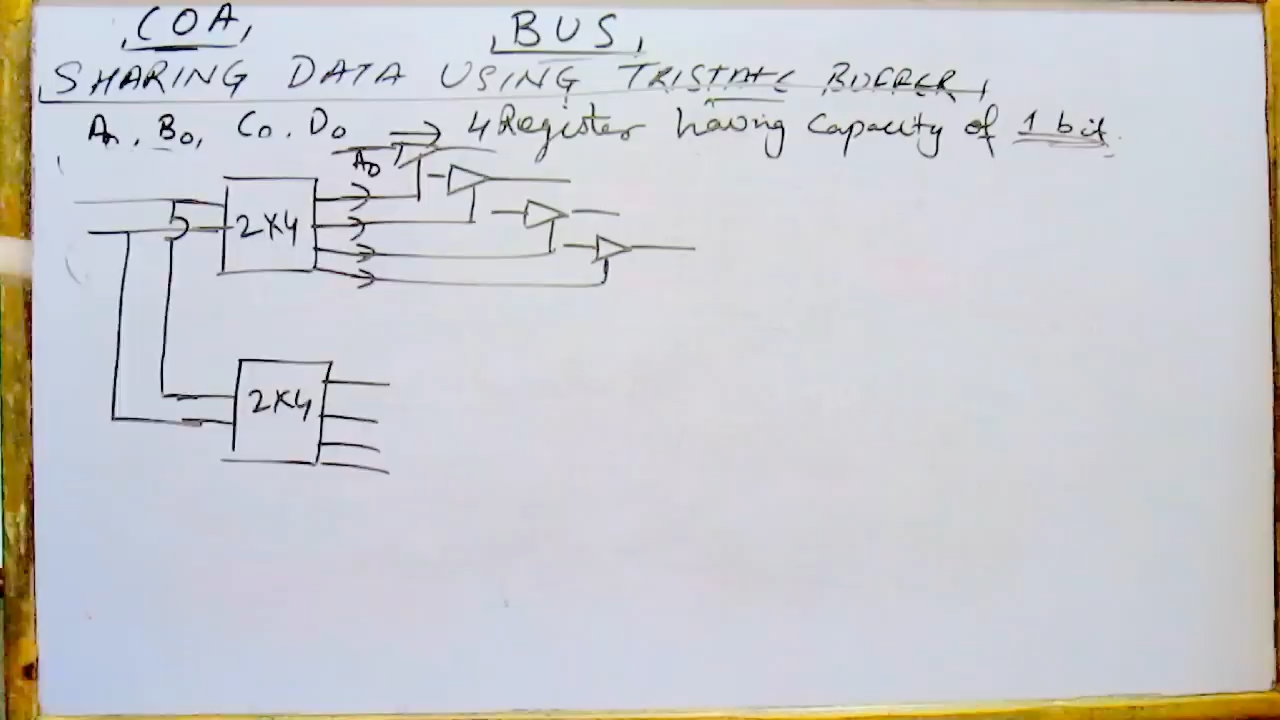 COA
BUS
SHARING DATA USING TRISTATE BUFFER
A0, B0, C0, D0 → 4 Register having capacity of 1 bit.
A0
2X4
2X4